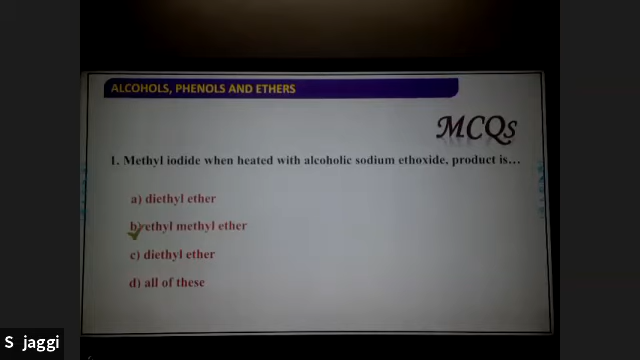 ALCOHOLS, PHENOLS AND ETHERS
MCQs
1. Methyl iodide when heated with alcoholic sodium ethoxide, product is...
a) diethyl ether
b) ethyl methyl ether
c) diethyl ether
d) all of these
S jaggi